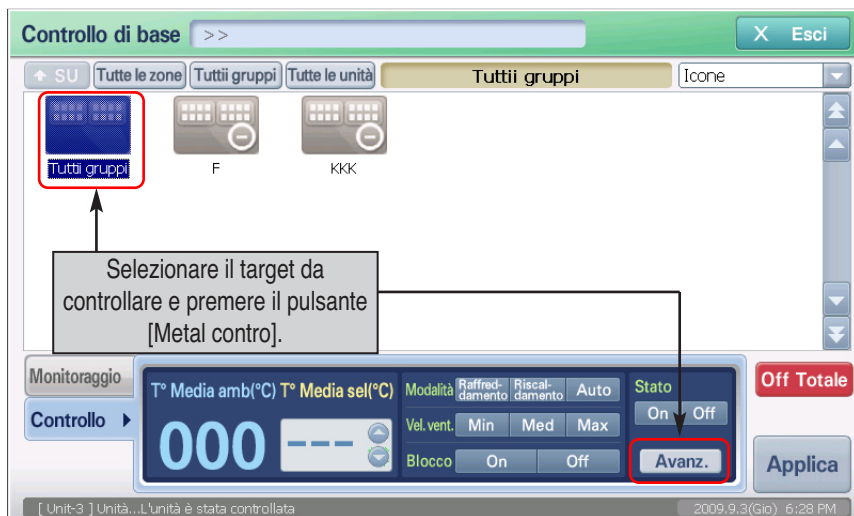 Controllo di base >>
X Esci
SU Tutte le zone Tuttii gruppi Tutte le unità Tuttii gruppi Icone
Tuttii gruppi F KKK
Selezionare il target da
controllare e premere il pulsante
[Metal contro].
Monitoraggio
Controllo
T° Media amb(°C) T° Media sel(°C)
000 ---
Modalità Raffred-damento Riscal-damento Auto
Vel. vent. Min Med Max
Blocco On Off
Stato
On Off
Avanz.
Off Totale
Applica
[ Unit-3 ] Unità...L'unità è stata controllata 2009.9.3(Gio) 6:28 PM